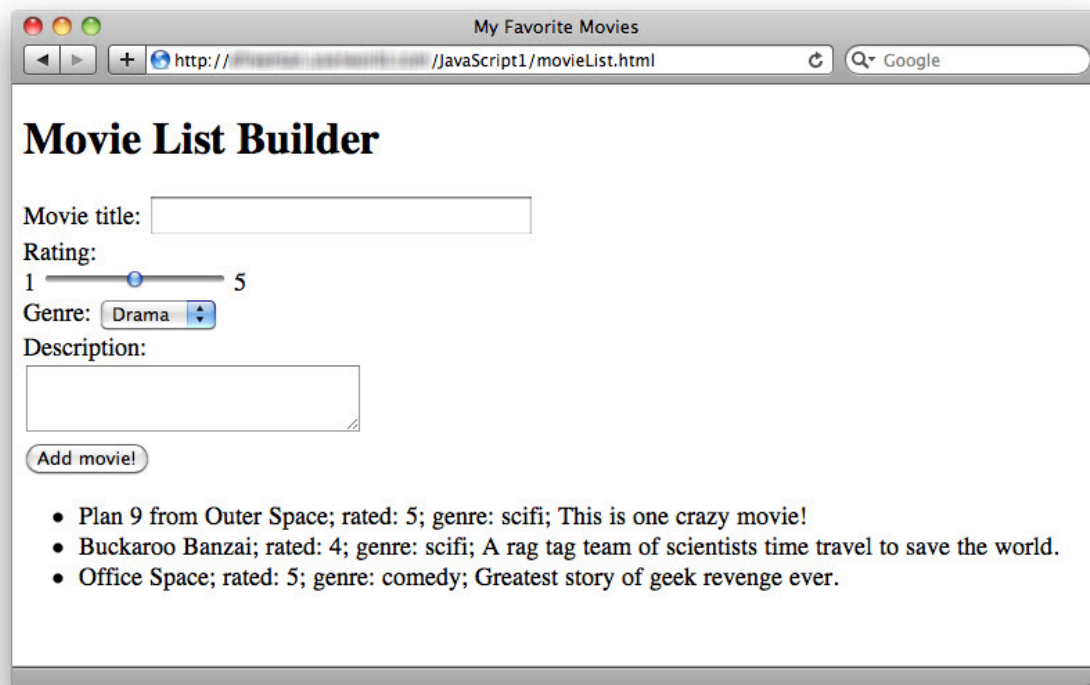 My Favorite Movies
http:// /JavaScript1/movieList.html
Google
Movie List Builder
Movie title:
Rating:
1 5
Genre: Drama
Description:
Add movie!
• Plan 9 from Outer Space; rated: 5; genre: scifi; This is one crazy movie!
• Buckaroo Banzai; rated: 4; genre: scifi; A rag tag team of scientists time travel to save the world.
• Office Space; rated: 5; genre: comedy; Greatest story of geek revenge ever.